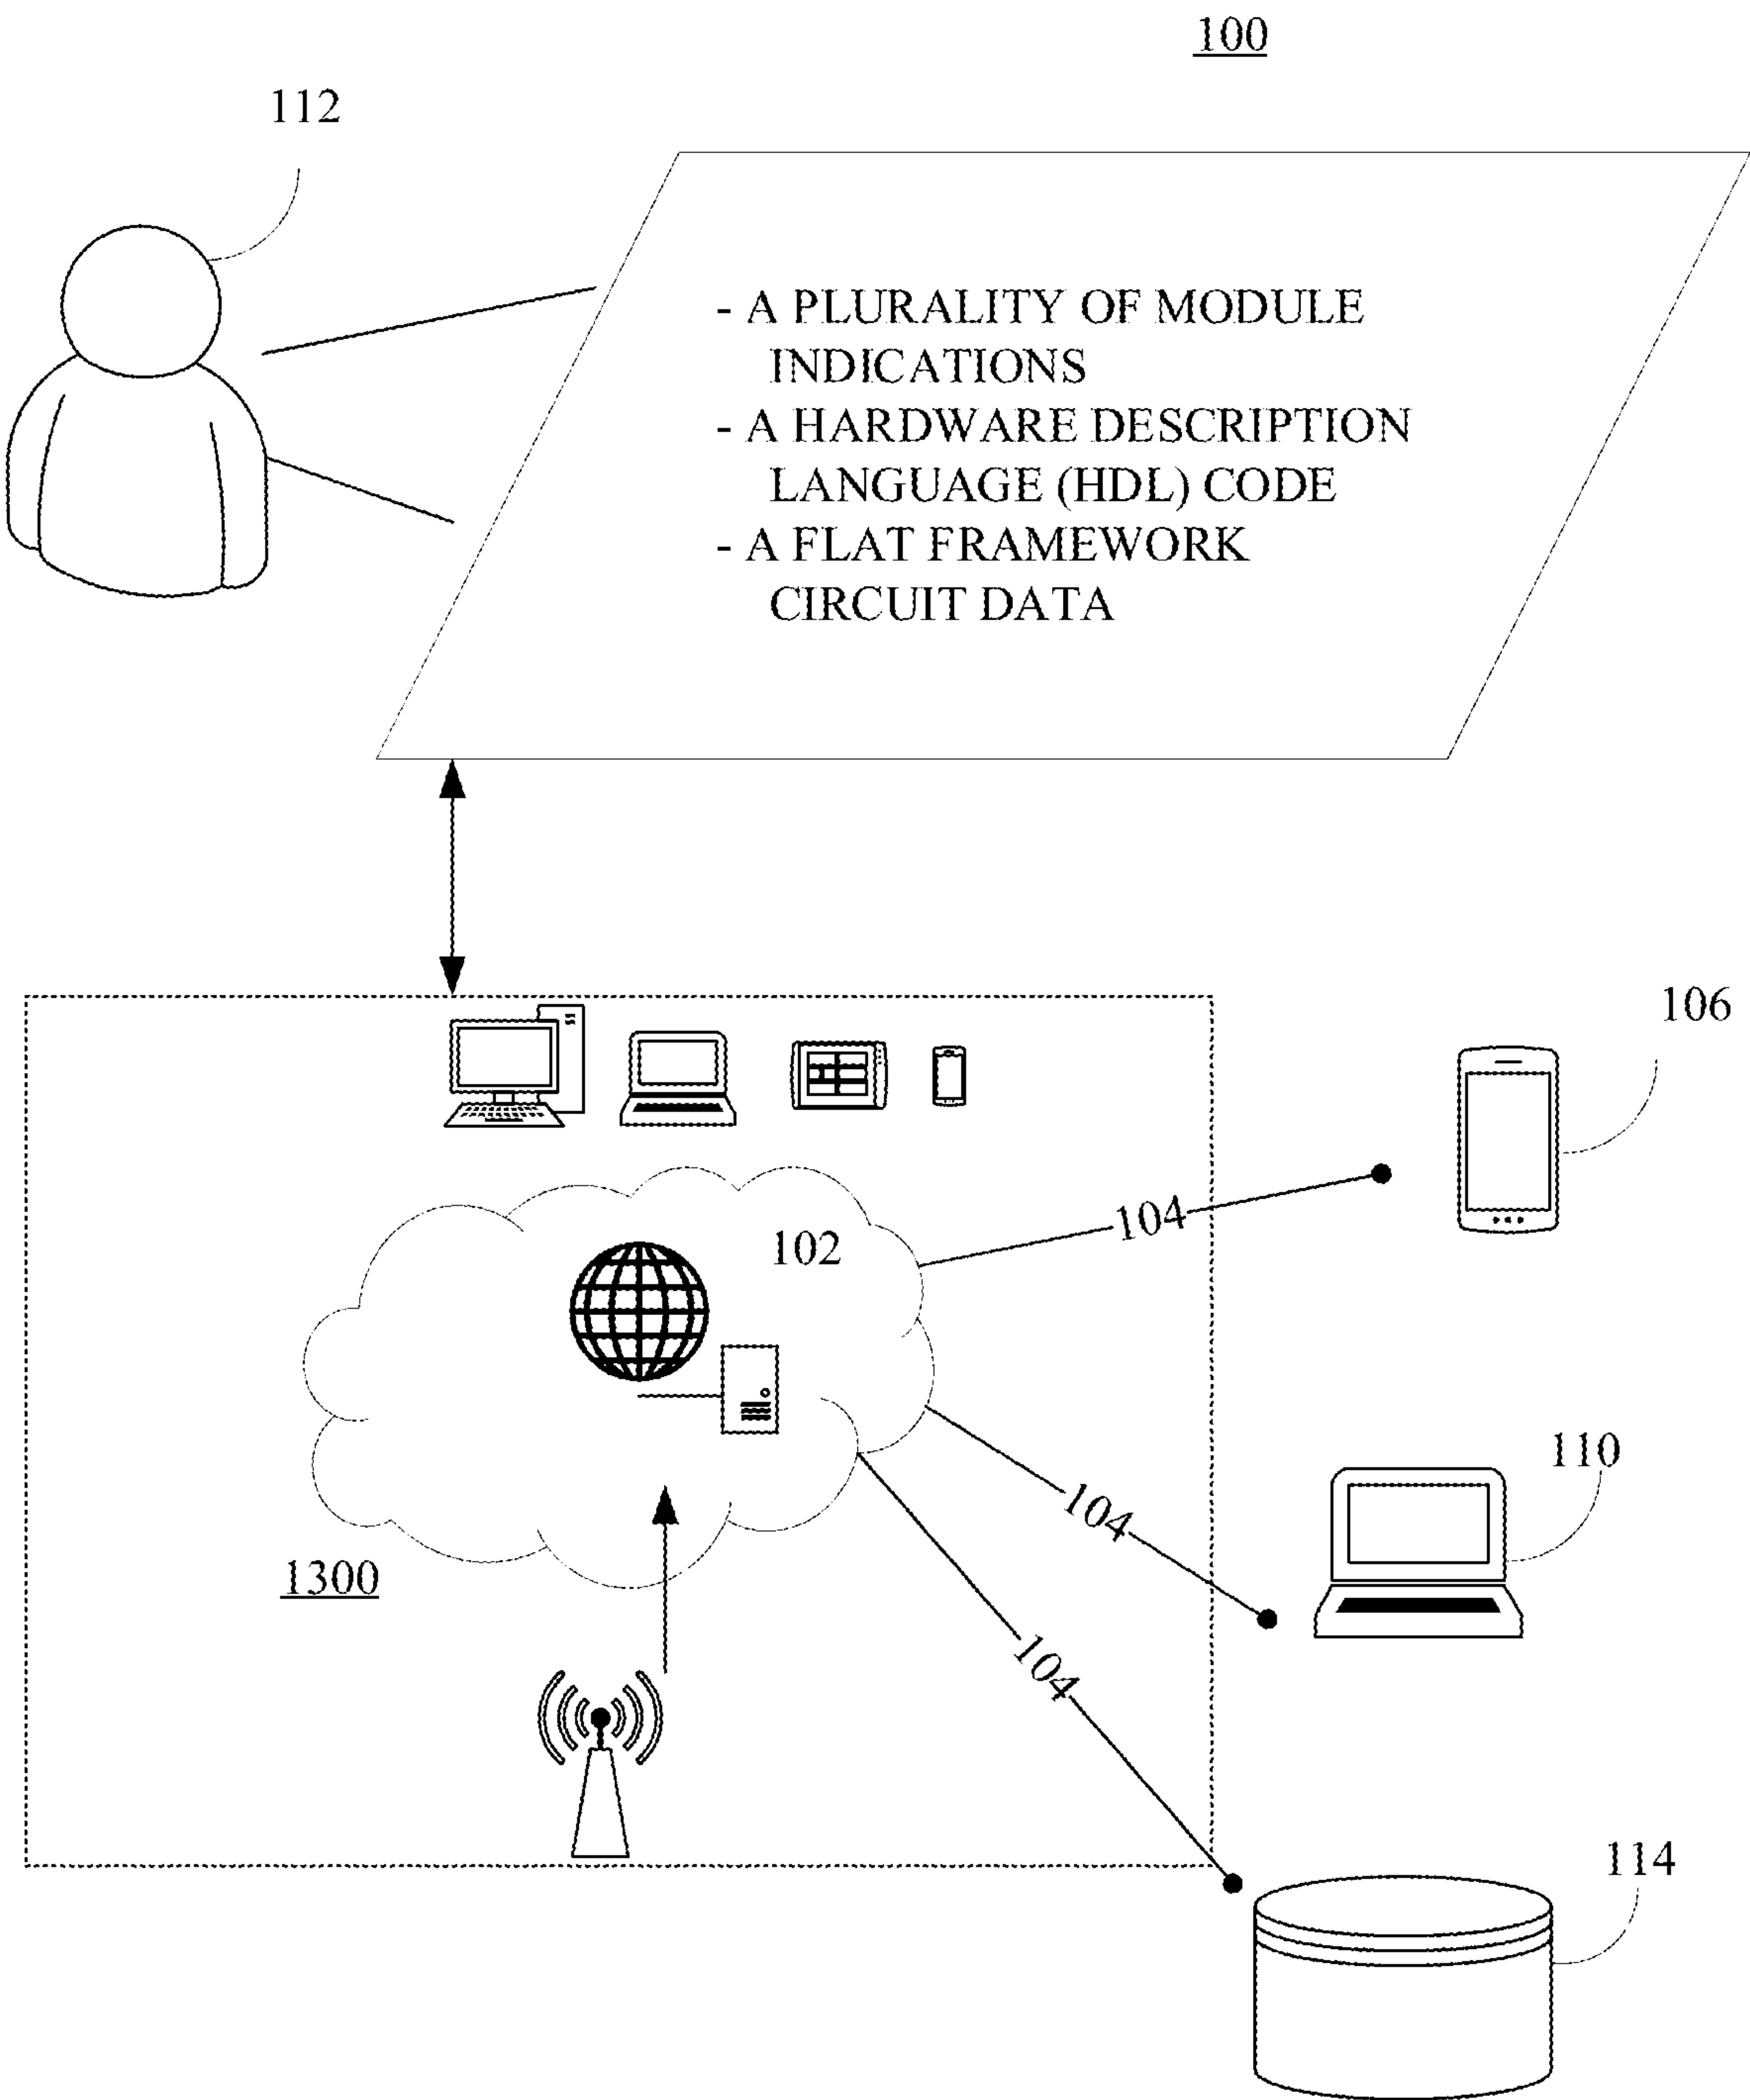 100
112
- A PLURALITY OF MODULE
INDICATIONS
- A HARDWARE DESCRIPTION
LANGUAGE (HDL) CODE
- A FLAT FRAMEWORK
CIRCUIT DATA
106
104
102
110
104
1300
104
114